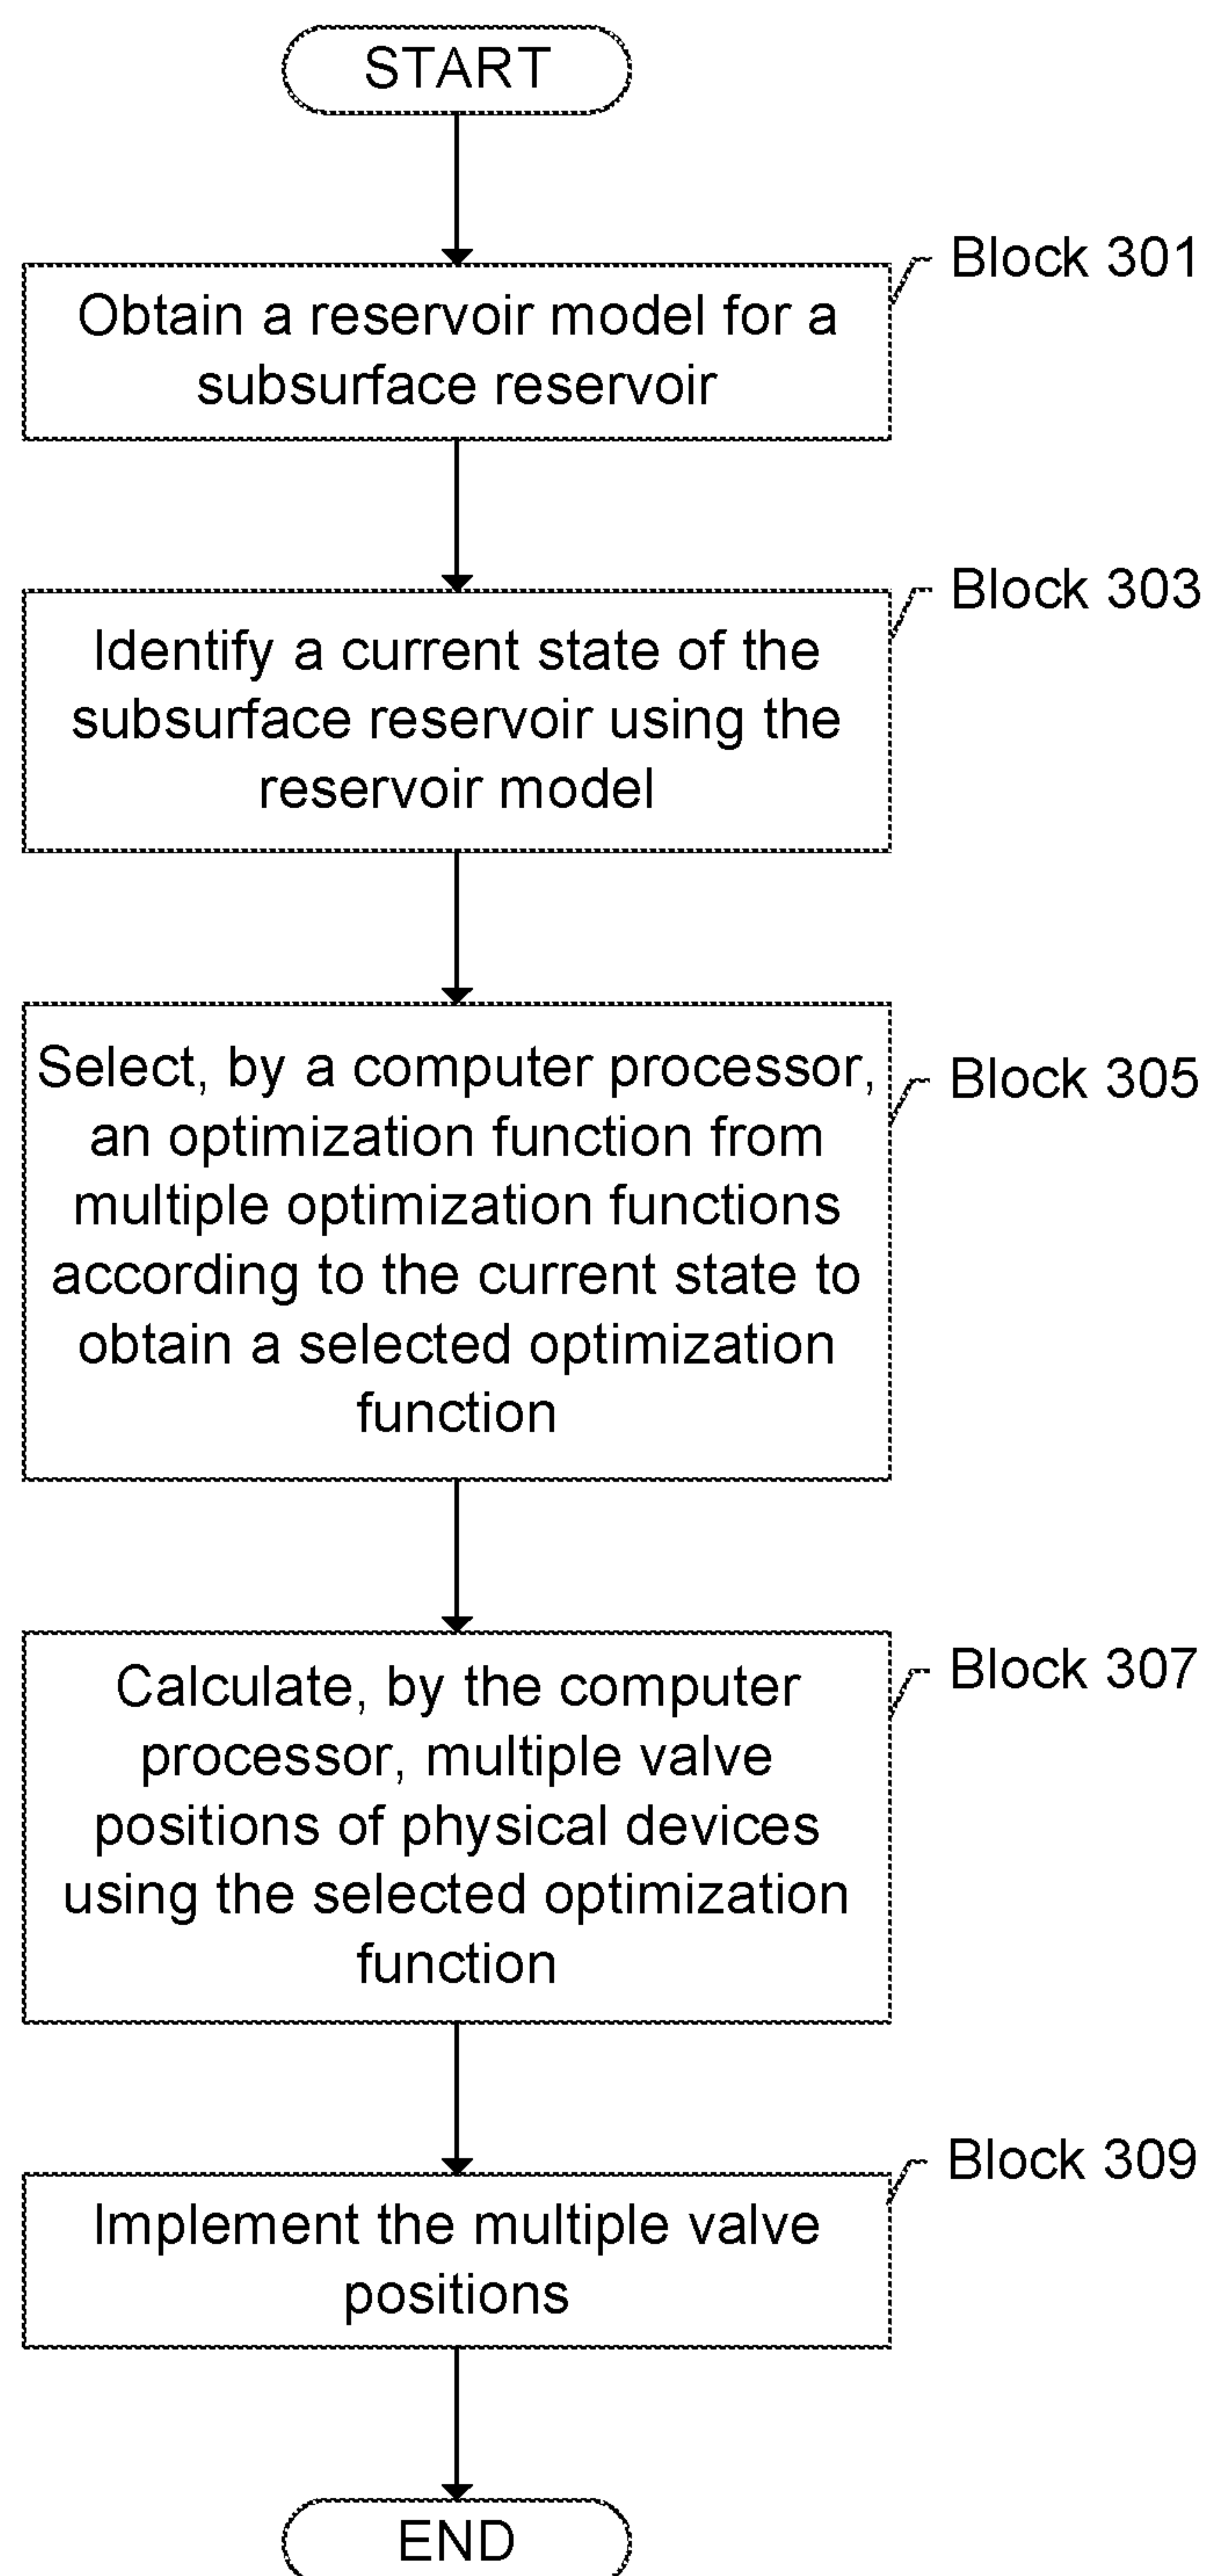 START
Block 301
Obtain a reservoir model for a
subsurface reservoir
Block 303
Identify a current state of the
subsurface reservoir using the
reservoir model
Block 305
Select, by a computer processor,
an optimization function from
multiple optimization functions
according to the current state to
obtain a selected optimization
function
Block 307
Calculate, by the computer
processor, multiple valve
positions of physical devices
using the selected optimization
function
Block 309
Implement the multiple valve
positions
END